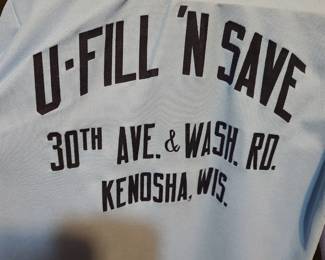 U-FILL 'N SAVE
30TH AVE. & WASH. RD.
KENOSHA, WIS.